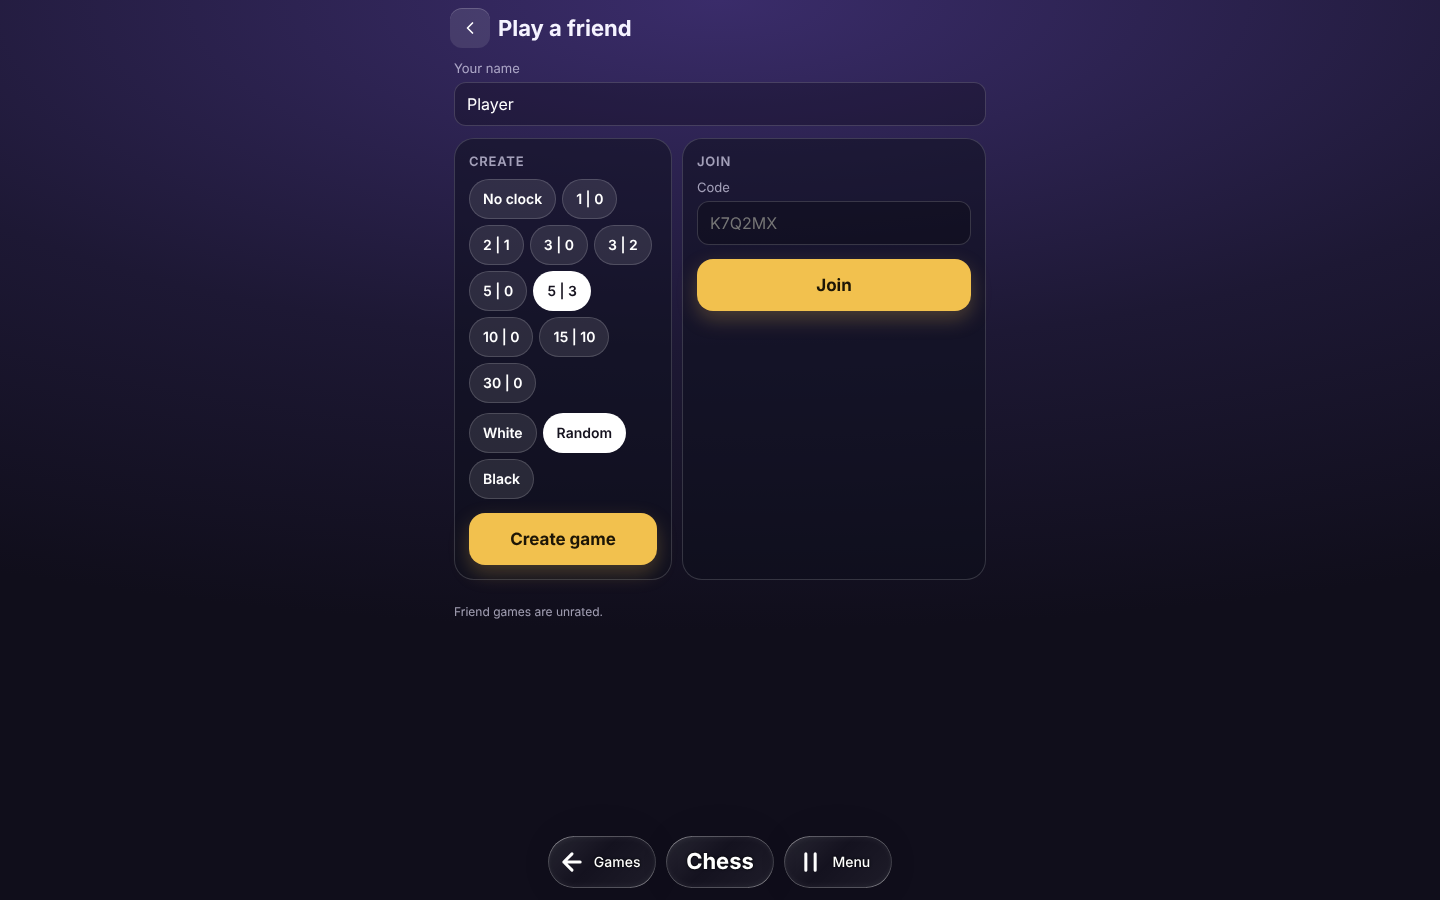 Play a friend
Your name
Player
CREATE
No clock
1 | 0
2 | 1
3 | 0
3 | 2
5 | 0
5 | 3
10 | 0
15 | 10
30 | 0
White
Random
Black
Create game
JOIN
Code
K7Q2MX
Join
Friend games are unrated.
Games
Chess
Menu